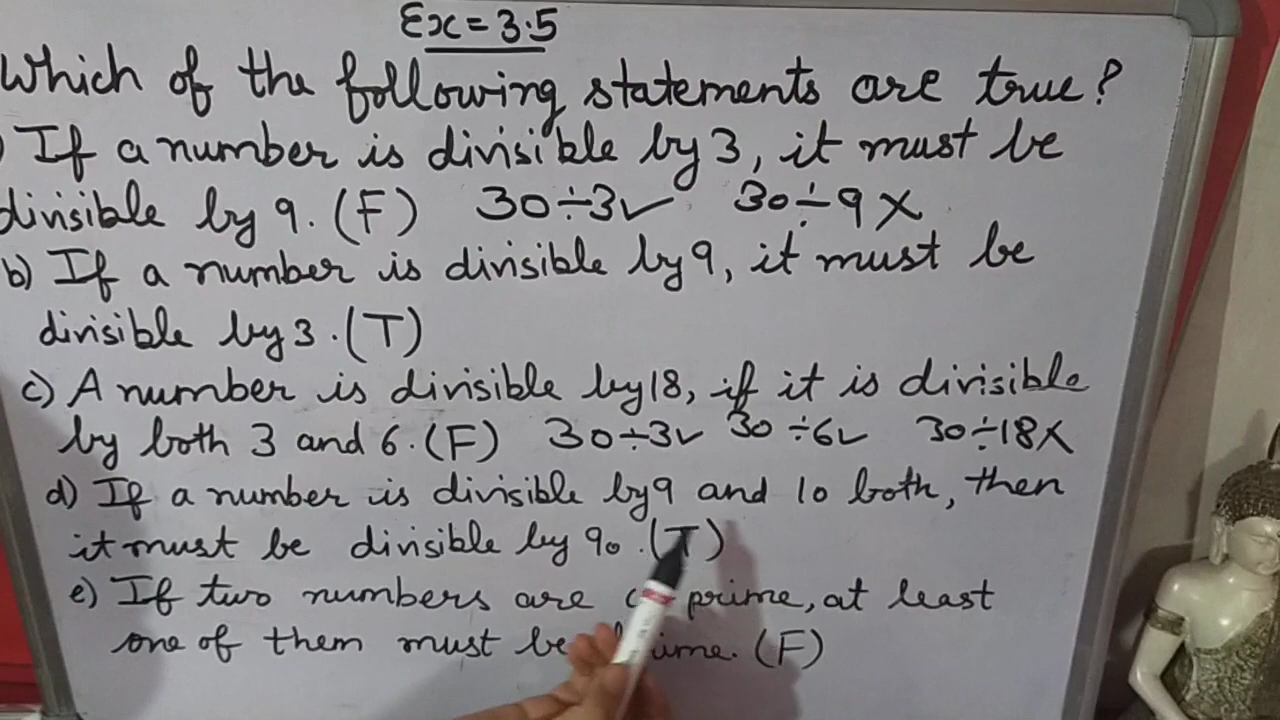 Ex = 3.5
Which of the following statements are true?
) If a number is divisible by 3, it must be
divisible by 9. (F) 30÷3✓ 30÷9 X
b) If a number is divisible by 9, it must be
divisible by 3. (T)
c) A number is divisible by 18, if it is divisible
by both 3 and 6. (F) 30÷3✓ 30÷6✓ 30÷18X
d) If a number is divisible by 9 and 10 both, then
it must be divisible by 90. (T)
e) If two numbers are prime, at least
one of them must be (F)